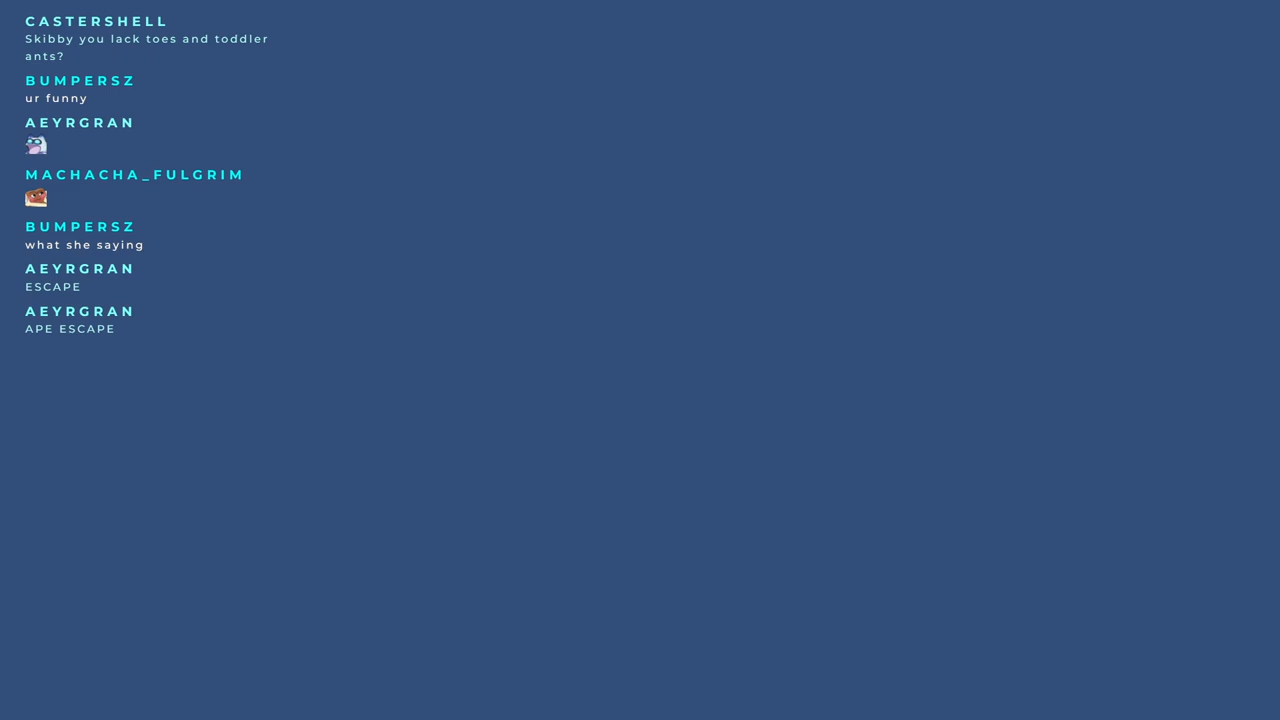 CASTERSHELL
Skibby you lack toes and toddler
ants?
BUMPERSZ
ur funny
AEYRGRAN
MACHACHA_FULGRIM
BUMPERSZ
what she saying
AEYRGRAN
ESCAPE
AEYRGRAN
APE ESCAPE